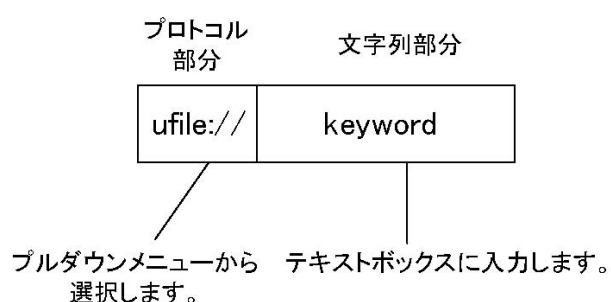 プロトコル
部分
文字列部分
ufile://
keyword
プルダウンメニューから
選択します。
テキストボックスに入力します。